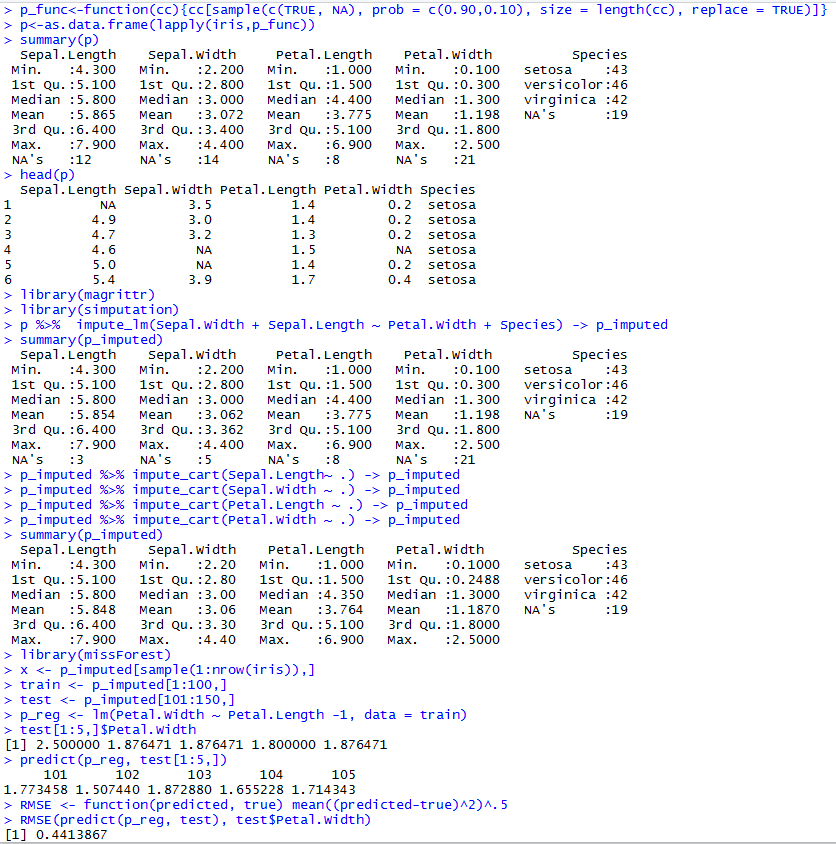 > p_func<-function(cc){cc[sample(c(TRUE, NA), prob = c(0.90,0.10), size = length(cc), replace = TRUE)]}
> p<-as.data.frame(lapply(iris,p_func))
> summary(p)
  Sepal.Length    Sepal.Width     Petal.Length    Petal.Width          Species
 Min.   :4.300   Min.   :2.200   Min.   :1.000   Min.   :0.100   setosa    :43
 1st Qu.:5.100   1st Qu.:2.800   1st Qu.:1.500   1st Qu.:0.300   versicolor:46
 Median :5.800   Median :3.000   Median :4.400   Median :1.300   virginica :42
 Mean   :5.865   Mean   :3.072   Mean   :3.775   Mean   :1.198   NA's      :19
 3rd Qu.:6.400   3rd Qu.:3.400   3rd Qu.:5.100   3rd Qu.:1.800
 Max.   :7.900   Max.   :4.400   Max.   :6.900   Max.   :2.500
 NA's   :12      NA's   :14      NA's   :8       NA's   :21
> head(p)
  Sepal.Length Sepal.Width Petal.Length Petal.Width Species
1           NA         3.5          1.4         0.2  setosa
2          4.9         3.0          1.4         0.2  setosa
3          4.7         3.2          1.3         0.2  setosa
4          4.6          NA          1.5          NA  setosa
5          5.0          NA          1.4         0.2  setosa
6          5.4         3.9          1.7         0.4  setosa
> library(magrittr)
> library(simputation)
> p %>%  impute_lm(Sepal.Width + Sepal.Length ~ Petal.Width + Species) -> p_imputed
> summary(p_imputed)
  Sepal.Length    Sepal.Width     Petal.Length    Petal.Width          Species
 Min.   :4.300   Min.   :2.200   Min.   :1.000   Min.   :0.100   setosa    :43
 1st Qu.:5.100   1st Qu.:2.800   1st Qu.:1.500   1st Qu.:0.300   versicolor:46
 Median :5.800   Median :3.000   Median :4.400   Median :1.300   virginica :42
 Mean   :5.854   Mean   :3.062   Mean   :3.775   Mean   :1.198   NA's      :19
 3rd Qu.:6.400   3rd Qu.:3.362   3rd Qu.:5.100   3rd Qu.:1.800
 Max.   :7.900   Max.   :4.400   Max.   :6.900   Max.   :2.500
 NA's   :3       NA's   :5       NA's   :8       NA's   :21
> p_imputed %>% impute_cart(Sepal.Length~ .) -> p_imputed
> p_imputed %>% impute_cart(Sepal.Width ~ .) -> p_imputed
> p_imputed %>% impute_cart(Petal.Length ~ .) -> p_imputed
> p_imputed %>% impute_cart(Petal.Width ~ .) -> p_imputed
> summary(p_imputed)
  Sepal.Length    Sepal.Width    Petal.Length    Petal.Width           Species
 Min.   :4.300   Min.   :2.20   Min.   :1.000   Min.   :0.1000   setosa    :43
 1st Qu.:5.100   1st Qu.:2.80   1st Qu.:1.500   1st Qu.:0.2488   versicolor:46
 Median :5.800   Median :3.00   Median :4.350   Median :1.3000   virginica :42
 Mean   :5.848   Mean   :3.06   Mean   :3.764   Mean   :1.1870   NA's      :19
 3rd Qu.:6.400   3rd Qu.:3.30   3rd Qu.:5.100   3rd Qu.:1.8000
 Max.   :7.900   Max.   :4.40   Max.   :6.900   Max.   :2.5000
> library(missForest)
> x <- p_imputed[sample(1:nrow(iris)),]
> train <- p_imputed[1:100,]
> test <- p_imputed[101:150,]
> p_reg <- lm(Petal.Width ~ Petal.Length -1, data = train)
> test[1:5,]$Petal.Width
[1] 2.500000 1.876471 1.876471 1.800000 1.876471
> predict(p_reg, test[1:5,])
     101      102      103      104      105
1.773458 1.507440 1.872880 1.655228 1.714343
> RMSE <- function(predicted, true) mean((predicted-true)^2)^.5
> RMSE(predict(p_reg, test), test$Petal.Width)
[1] 0.4413867